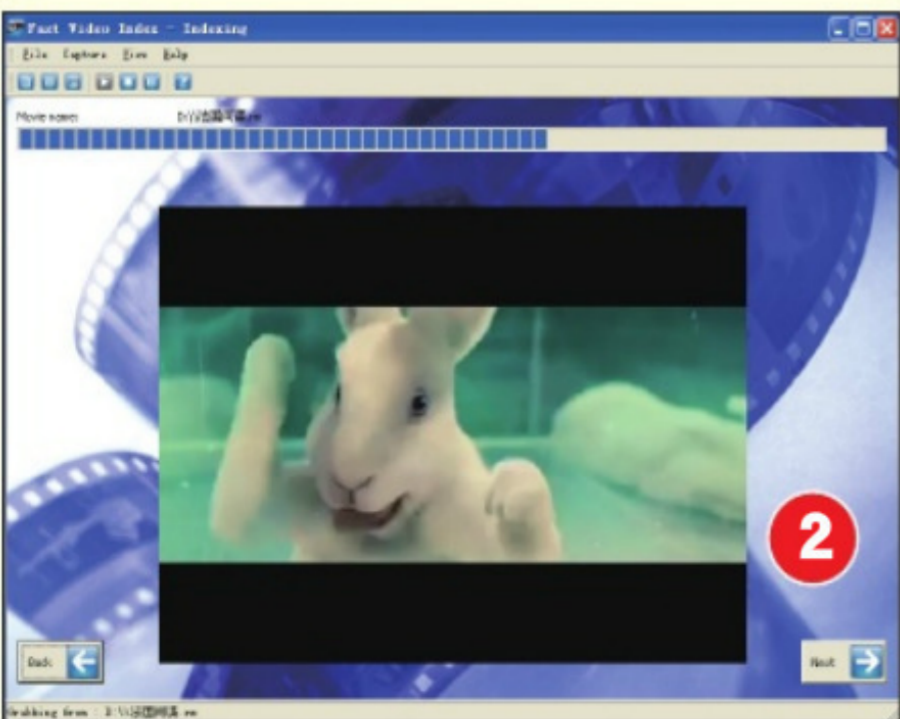 Fast Video Index - Indexing
File Capture View Help
Movie name: D:\
2
Back
Next
Grabbing from : D:\